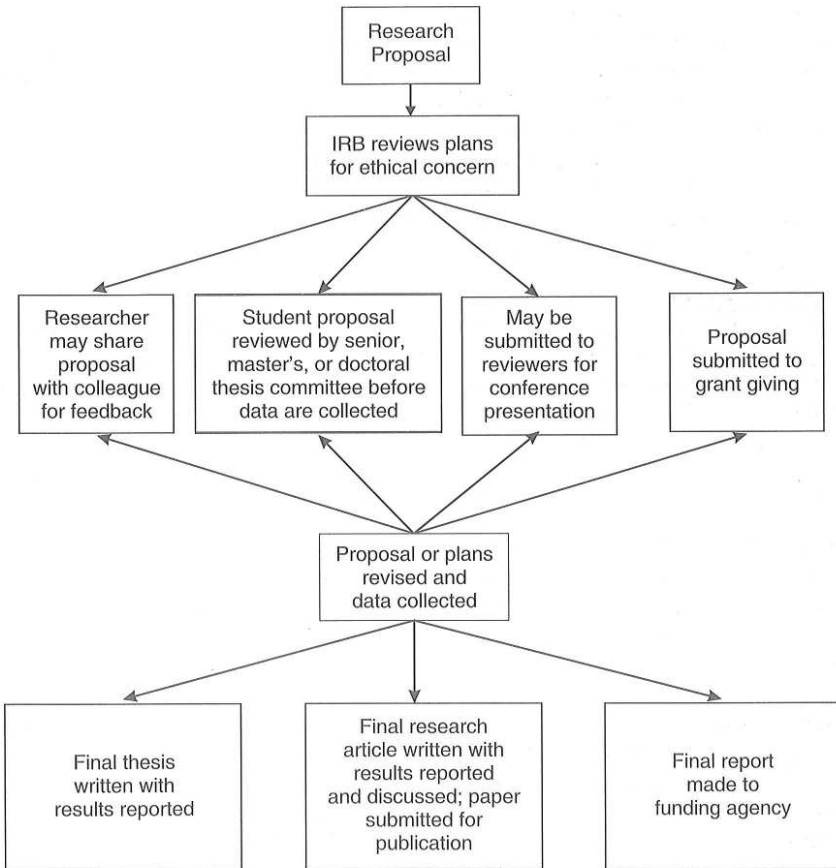 Research
Proposal
IRB reviews plans
for ethical concern
Researcher
may share
proposal
with colleague
for feedback
Student proposal
reviewed by senior,
master's, or doctoral
thesis committee before
data are collected
May be
submitted to
reviewers for
conference
presentation
Proposal
submitted to
grant giving
Proposal or plans
revised and
data collected
Final thesis
written with
results reported
Final research
article written with
results reported
and discussed; paper
submitted for
publication
Final report
made to
funding agency